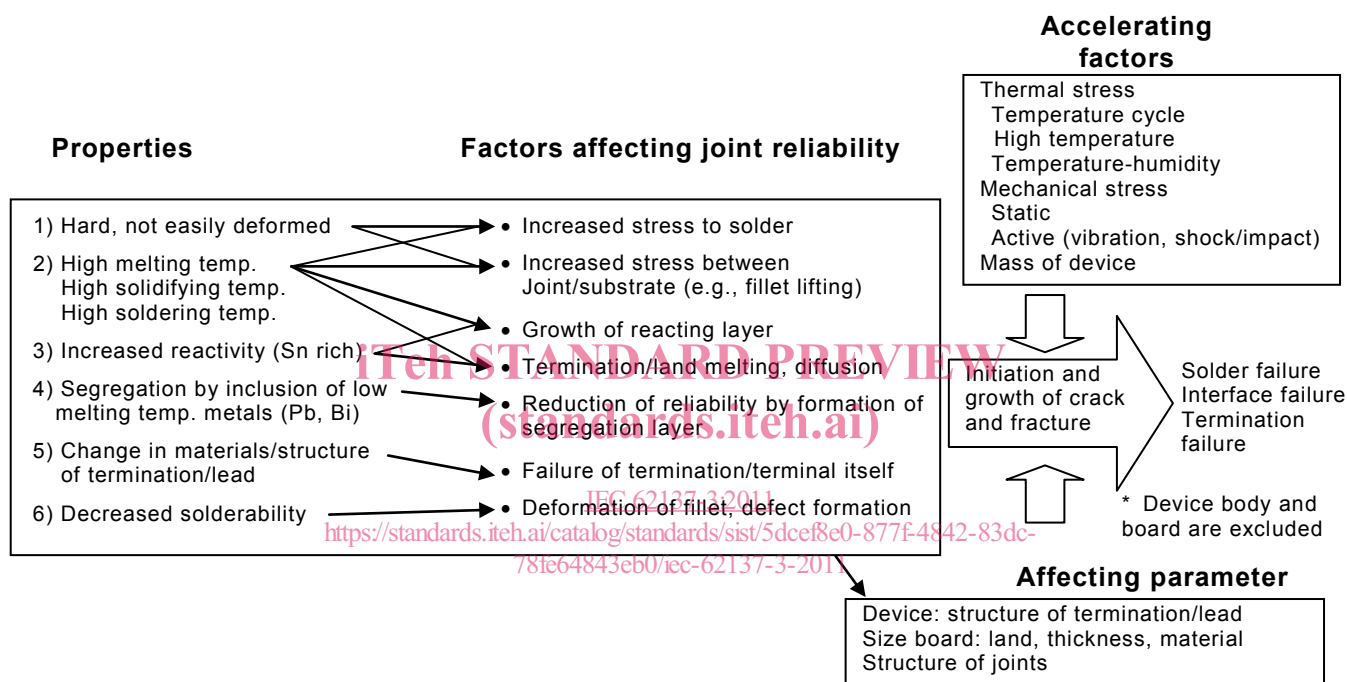 Accelerating
factors
Thermal stress
Temperature cycle
High temperature
Temperature-humidity
Mechanical stress
Static
Active (vibration, shock/impact)
Mass of device
Properties
Factors affecting joint reliability
1) Hard, not easily deformed
2) High melting temp.
High solidifying temp.
High soldering temp.
3) Increased reactivity (Sn rich)
4) Segregation by inclusion of low
melting temp. metals (Pb, Bi)
5) Change in materials/structure
of termination/lead
6) Decreased solderability
• Increased stress to solder
• Increased stress between
Joint/substrate (e.g., fillet lifting)
• Growth of reacting layer
• Termination/land melting, diffusion
• Reduction of reliability by formation of
segregation layer
• Failure of termination/terminal itself
• Deformation of fillet, defect formation
iTeh STANDARD PREVIEW
(standards.iteh.ai)
IEC 62137-3:2011
https://standards.iteh.ai/catalog/standards/sist/5dcef8e0-877f-4842-83dc-
78fe64843eb0/iec-62137-3-2011
Initiation and
growth of crack
and fracture
Solder failure
Interface failure
Termination
failure
* Device body and
board are excluded
Affecting parameter
Device: structure of termination/lead
Size board: land, thickness, material
Structure of joints